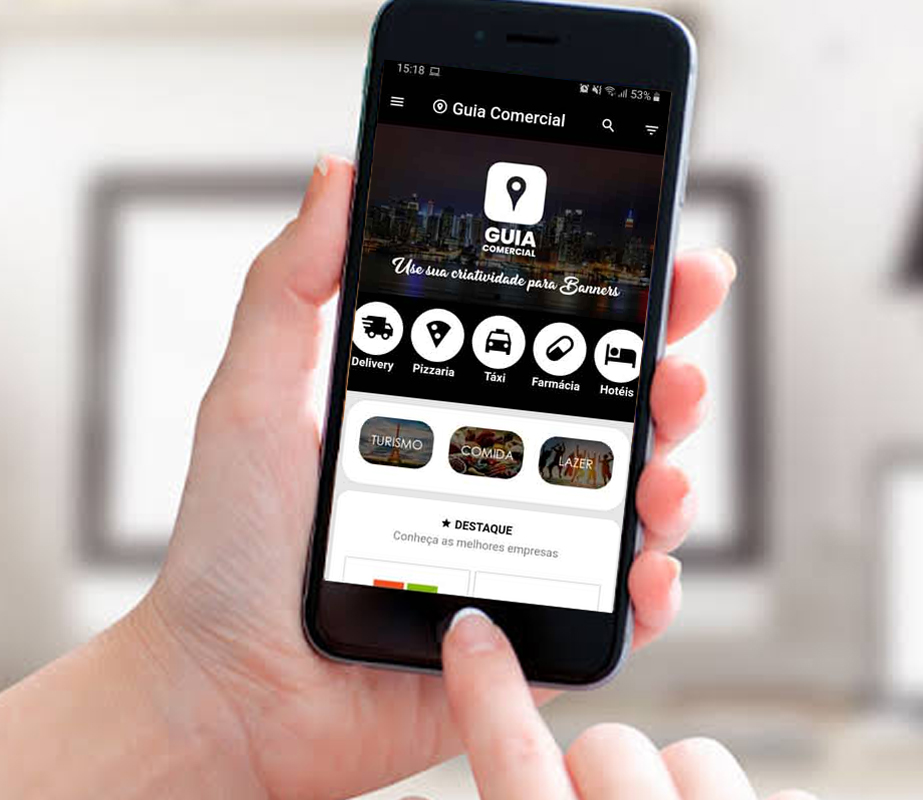 15:18
53%
Guia Comercial
GUIA
COMERCIAL
Use sua criatividade para Banners
Delivery
Pizzaria
Táxi
Farmácia
Hotéis
TURISMO
COMIDA
LAZER
★ DESTAQUE
Conheça as melhores empresas